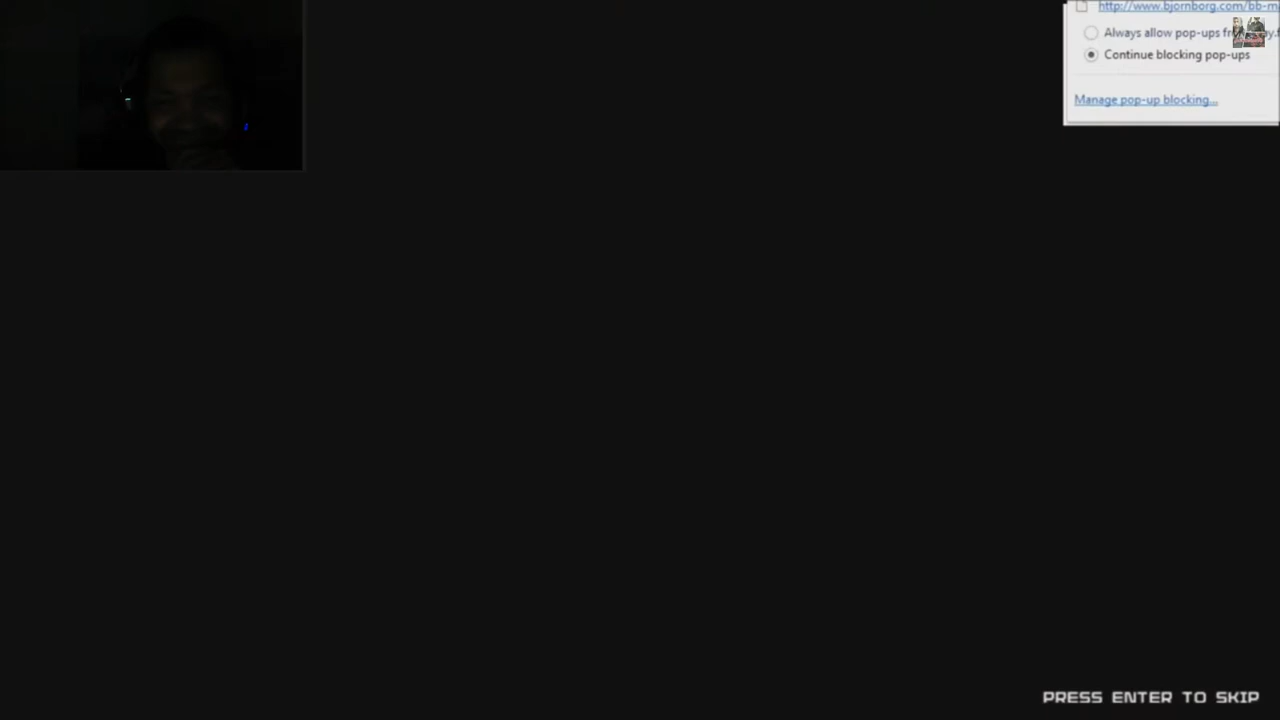 http://www.bjornborg.com/bb-m
Always allow pop-ups
Continue blocking pop-ups
Manage pop-up blocking...
PRESS ENTER TO SKIP